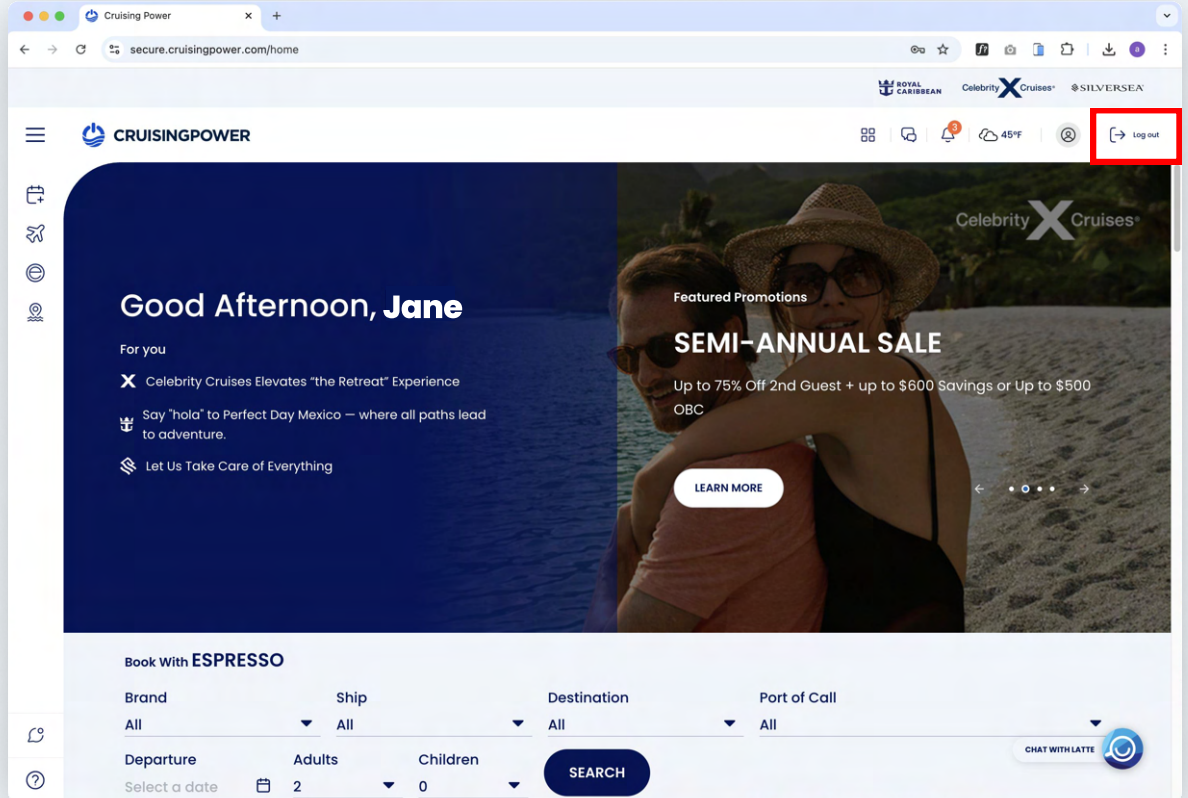 Cruising Power
secure.cruisingpower.com/home
a
ROYAL
CARIBBEAN
Celebrity X Cruises®
SILVERSEA
CRUISINGPOWER
3
45°F
Log out
Celebrity X Cruises®
Good Afternoon, Jane
For you
Celebrity Cruises Elevates “the Retreat” Experience
Say "hola" to Perfect Day Mexico — where all paths lead
to adventure.
Let Us Take Care of Everything
Featured Promotions
SEMI-ANNUAL SALE
Up to 75% Off 2nd Guest + up to $600 Savings or Up to $500
OBC
LEARN MORE
Book With ESPRESSO
Brand Ship Destination Port of Call
All All All All
CHAT WITH LATTE
Departure Adults Children
Select a date 2 0
SEARCH